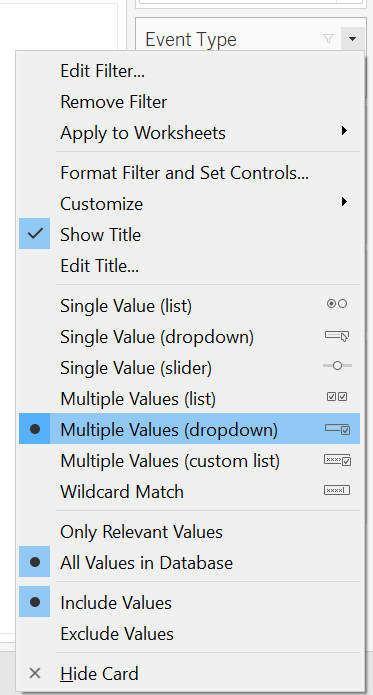 Event Type
Edit Filter...
Remove Filter
Apply to Worksheets
Format Filter and Set Controls...
Customize
Show Title
Edit Title...
Single Value (list)
Single Value (dropdown)
Single Value (slider)
Multiple Values (list)
Multiple Values (dropdown)
Multiple Values (custom list)
Wildcard Match
Only Relevant Values
All Values in Database
Include Values
Exclude Values
Hide Card